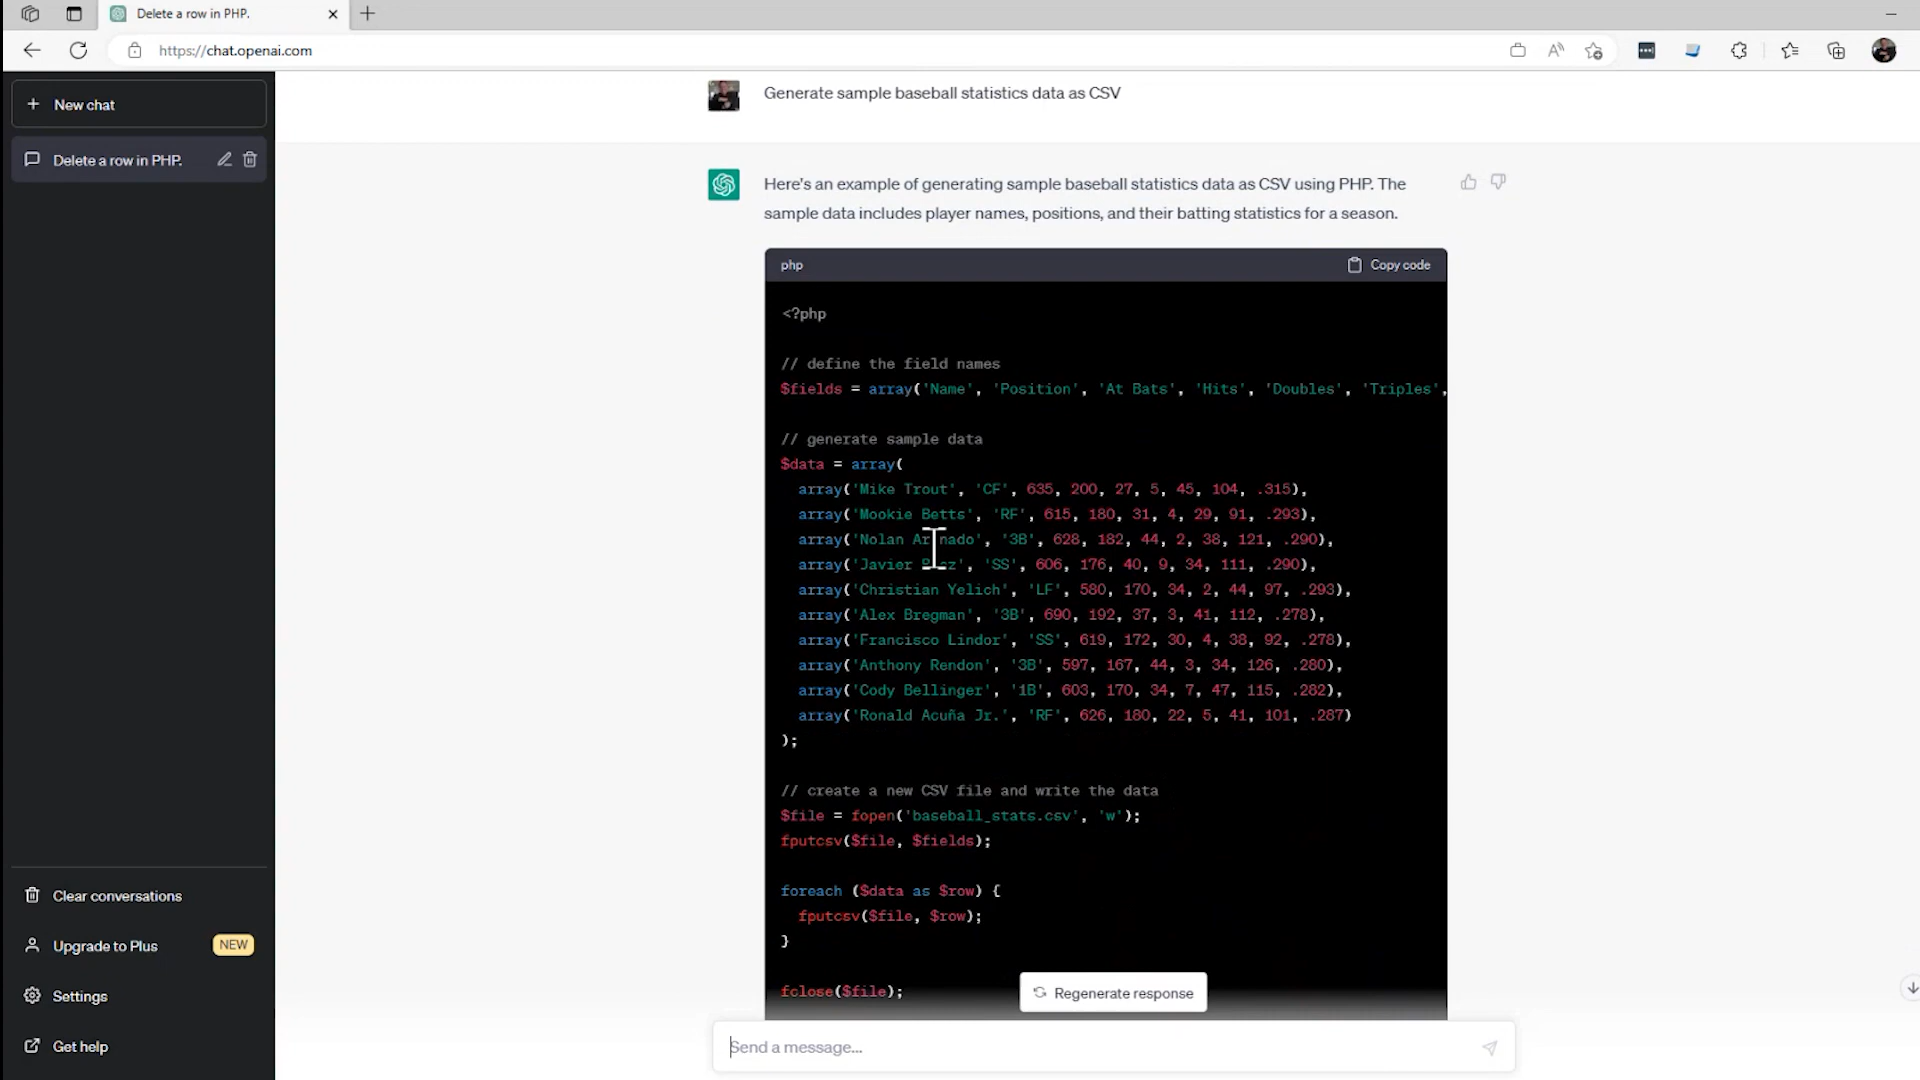 Delete a row in PHP.
https://chat.openai.com
New chat
Delete a row in PHP.
Clear conversations
Upgrade to Plus NEW
Settings
Get help
Generate sample baseball statistics data as CSV
Here's an example of generating sample baseball statistics data as CSV using PHP. The
sample data includes player names, positions, and their batting statistics for a season.
php Copy code
<?php
// define the field names
$fields = array('Name', 'Position', 'At Bats', 'Hits', 'Doubles', 'Triples',
// generate sample data
$data = array(
array('Mike Trout', 'CF', 635, 200, 27, 5, 45, 104, .315),
array('Mookie Betts', 'RF', 615, 180, 31, 4, 29, 91, .293),
array('Nolan Arenado', '3B', 628, 182, 44, 2, 38, 121, .290),
array('Javier Baez', 'SS', 606, 176, 40, 9, 34, 111, .290),
array('Christian Yelich', 'LF', 580, 170, 34, 2, 44, 97, .293),
array('Alex Bregman', '3B', 690, 192, 37, 3, 41, 112, .278),
array('Francisco Lindor', 'SS', 619, 172, 30, 4, 38, 92, .278),
array('Anthony Rendon', '3B', 597, 167, 44, 3, 34, 126, .280),
array('Cody Bellinger', '1B', 603, 170, 34, 7, 47, 115, .282),
array('Ronald Acuña Jr.', 'RF', 626, 180, 22, 5, 41, 101, .287)
);
// create a new CSV file and write the data
$file = fopen('baseball_stats.csv', 'w');
fputcsv($file, $fields);
foreach ($data as $row) {
fputcsv($file, $row);
}
fclose($file);
Regenerate response
Send a message...